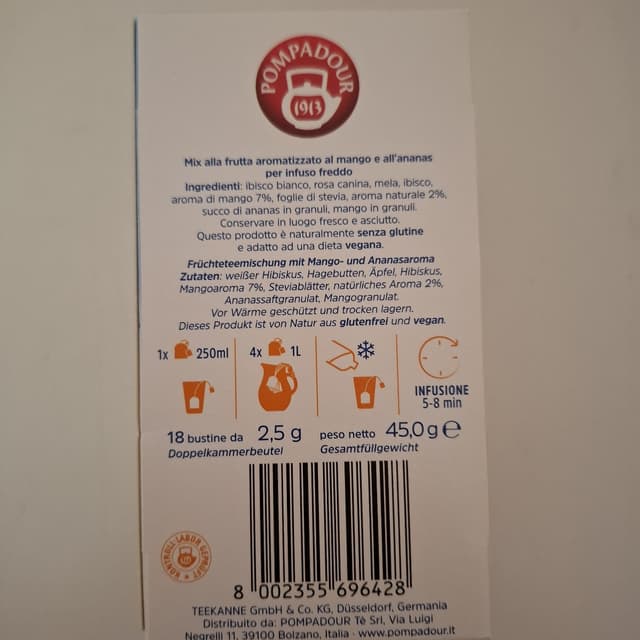 POMPADOUR
1913
Mix alla frutta aromatizzato al mango e all'ananas
per infuso freddo
Ingredienti: ibisco bianco, rosa canina, mela, ibisco,
aroma di mango 7%, foglie di stevia, aroma naturale 2%,
succo di ananas in granuli, mango in granuli.
Conservare in luogo fresco e asciutto.
Questo prodotto è naturalmente senza glutine
e adatto ad una dieta vegana.
Früchteteemischung mit Mango- und Ananasaroma
Zutaten: weißer Hibiskus, Hagebutten, Äpfel, Hibiskus,
Mangoaroma 7%, Steviablätter, natürliches Aroma 2%,
Ananassaftgranulat, Mangogranulat.
Vor Wärme geschützt und trocken lagern.
Dieses Produkt ist von Natur aus glutenfrei und vegan.
1x 250ml 4x 1L
INFUSIONE
5-8 min
18 bustine da 2,5 g peso netto 45,0 g e
Doppelkammerbeutel Gesamtfüllgewicht
KONTROLL-LABOR GEPRÜFT
8 002355 696428
TEEKANNE GmbH & Co. KG, Düsseldorf, Germania
Distribuito da: POMPADOUR Tè Srl, Via Luigi
Negrelli 11, 39100 Bolzano, Italia · www.pompadour.it